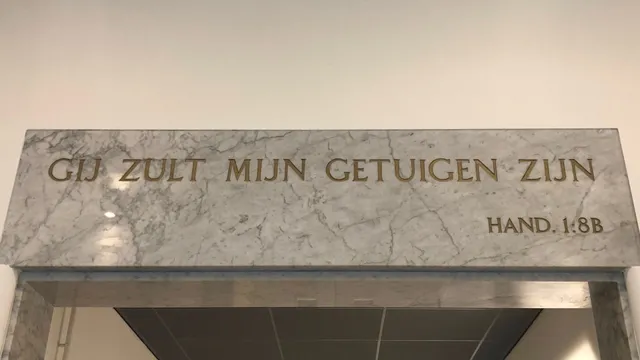 GIJ ZULT MIJN GETUIGEN ZIJN
HAND. 1:8B